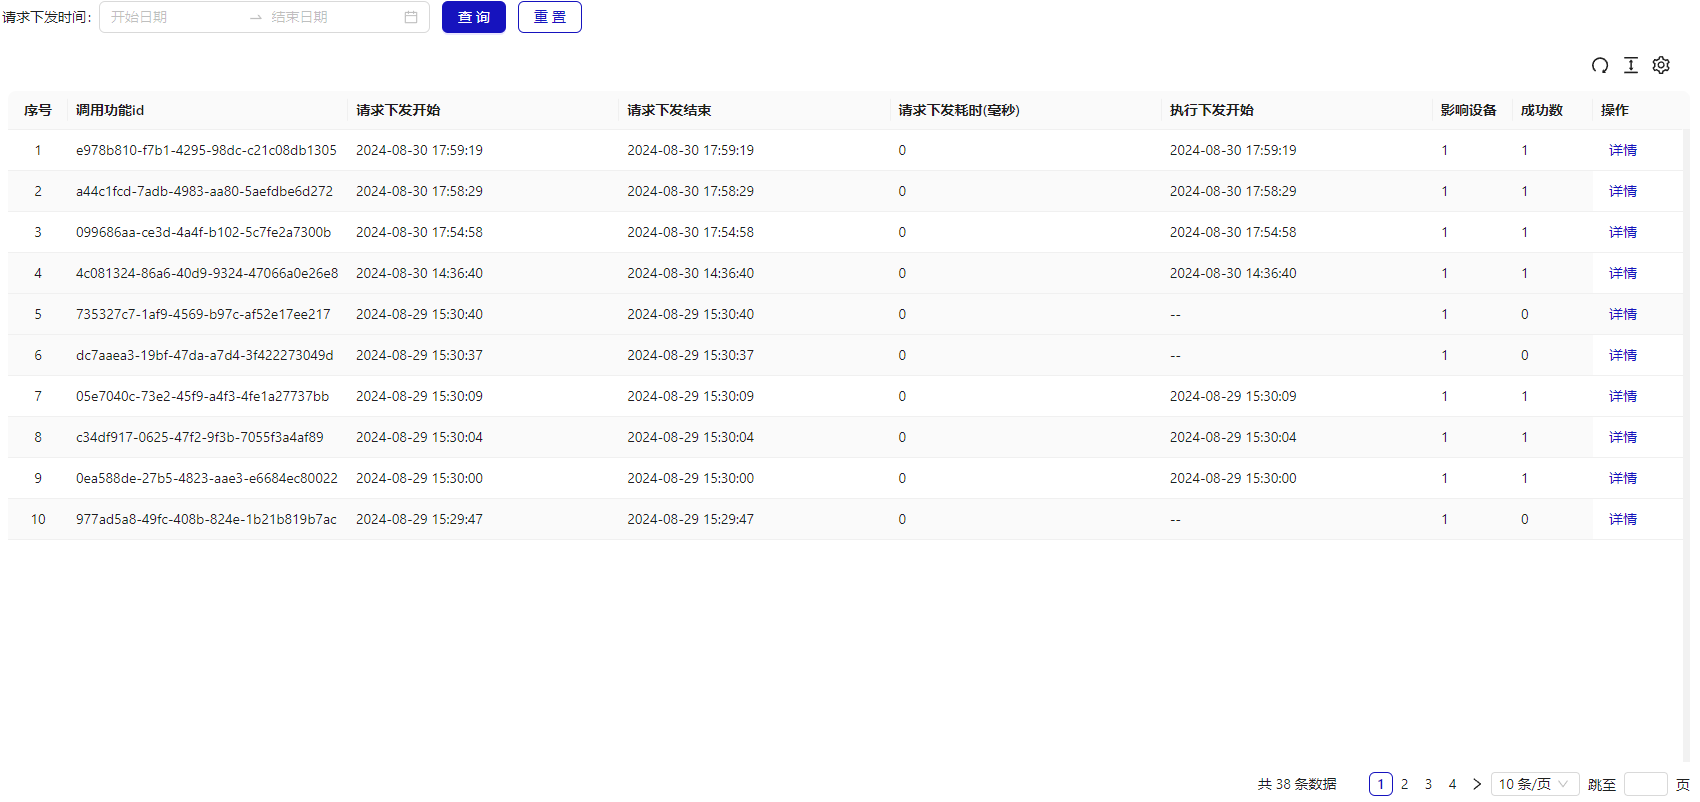 请求下发时间: 开始日期 → 结束日期 查 询 重 置
序号 调用功能id 请求下发开始 请求下发结束 请求下发耗时(毫秒) 执行下发开始 影响设备 成功数 操作
1 e978b810-f7b1-4295-98dc-c21c08db1305 2024-08-30 17:59:19 2024-08-30 17:59:19 0 2024-08-30 17:59:19 1 1 详情
2 a44c1fcd-7adb-4983-aa80-5aefdbe6d272 2024-08-30 17:58:29 2024-08-30 17:58:29 0 2024-08-30 17:58:29 1 1 详情
3 099686aa-ce3d-4a4f-b102-5c7fe2a7300b 2024-08-30 17:54:58 2024-08-30 17:54:58 0 2024-08-30 17:54:58 1 1 详情
4 4c081324-86a6-40d9-9324-47066a0e26e8 2024-08-30 14:36:40 2024-08-30 14:36:40 0 2024-08-30 14:36:40 1 1 详情
5 735327c7-1af9-4569-b97c-af52e17ee217 2024-08-29 15:30:40 2024-08-29 15:30:40 0 -- 1 0 详情
6 dc7aaea3-19bf-47da-a7d4-3f422273049d 2024-08-29 15:30:37 2024-08-29 15:30:37 0 -- 1 0 详情
7 05e7040c-73e2-45f9-a4f3-4fe1a27737bb 2024-08-29 15:30:09 2024-08-29 15:30:09 0 2024-08-29 15:30:09 1 1 详情
8 c34df917-0625-47f2-9f3b-7055f3a4af89 2024-08-29 15:30:04 2024-08-29 15:30:04 0 2024-08-29 15:30:04 1 1 详情
9 0ea588de-27b5-4823-aae3-e6684ec80022 2024-08-29 15:30:00 2024-08-29 15:30:00 0 2024-08-29 15:30:00 1 1 详情
10 977ad5a8-49fc-408b-824e-1b21b819b7ac 2024-08-29 15:29:47 2024-08-29 15:29:47 0 -- 1 0 详情
共 38 条数据 1 2 3 4 > 10 条/页 跳至 页